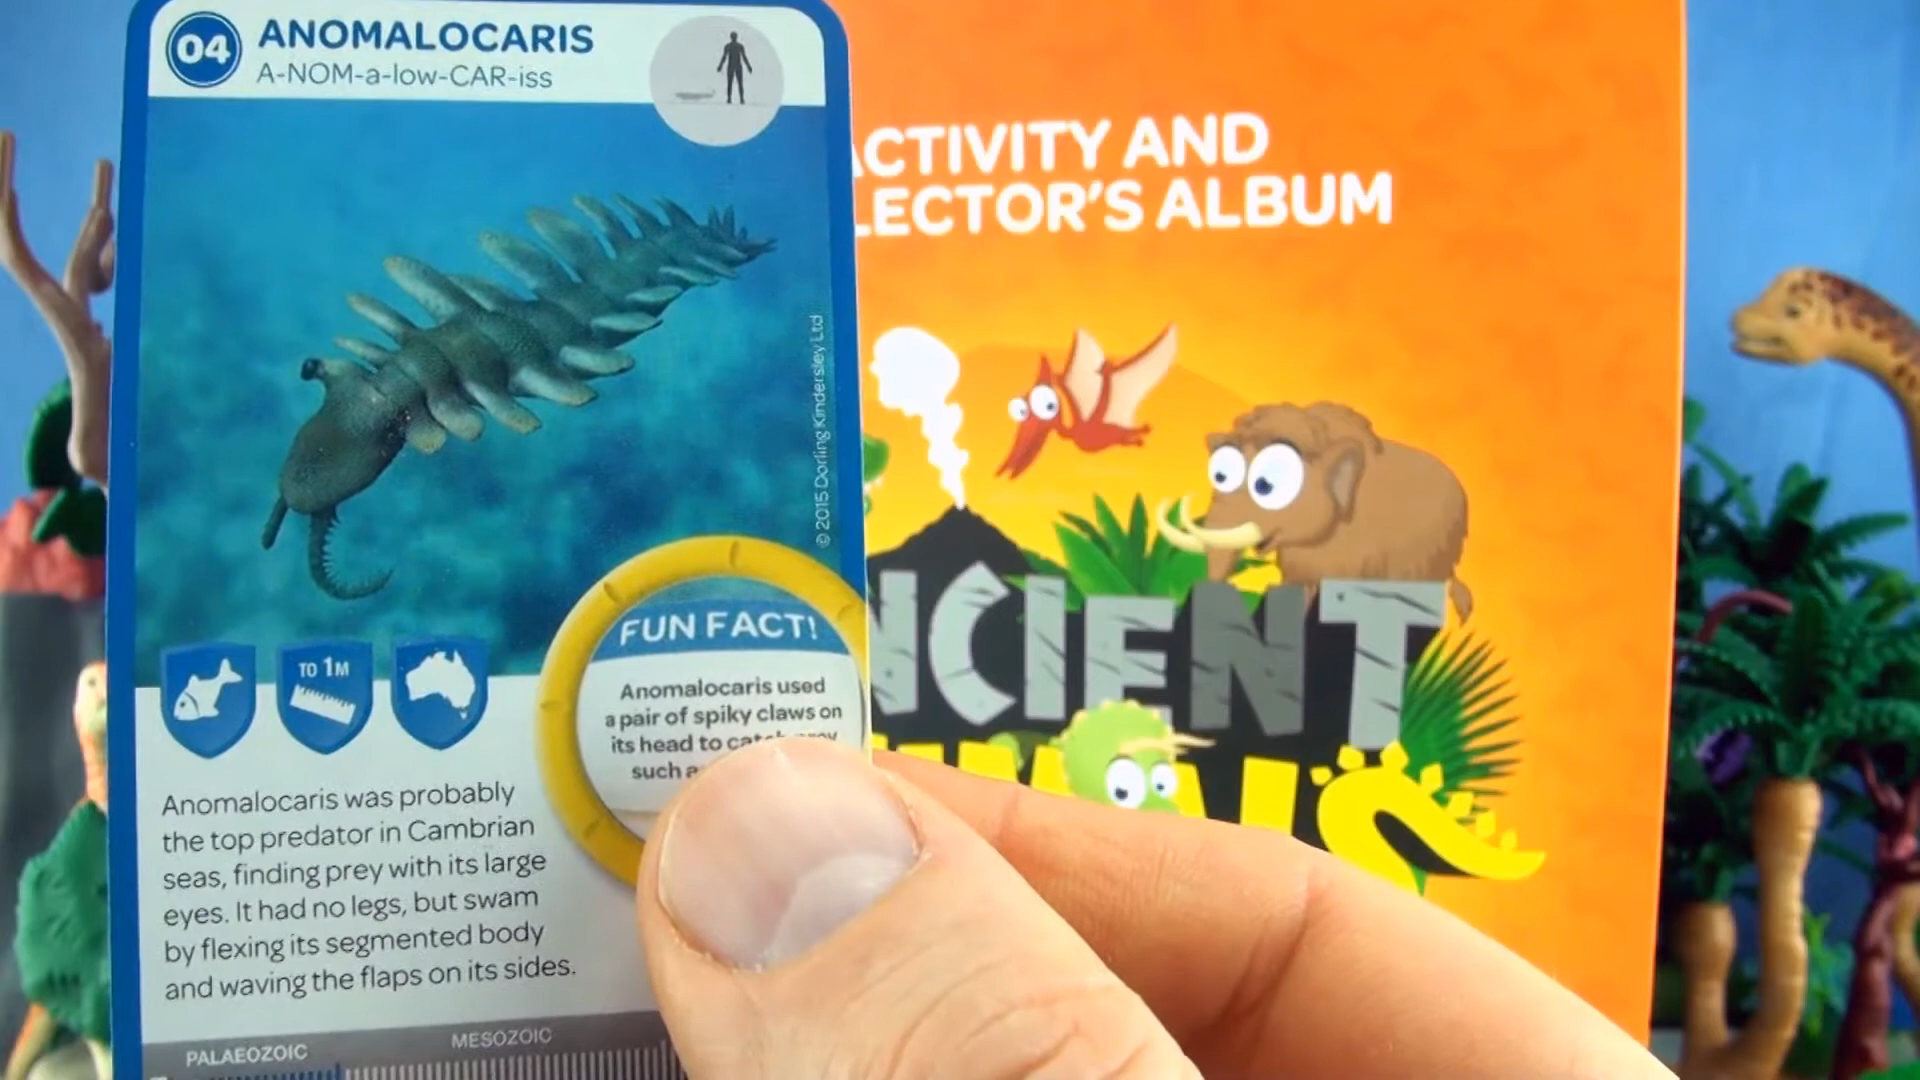 04
ANOMALOCARIS
A-NOM-a-low-CAR-iss
© 2015 Dorling Kindersley Ltd
TO 1M
FUN FACT!
Anomalocaris used
a pair of spiky claws on
its head to
such
Anomalocaris was probably
the top predator in Cambrian
seas, finding prey with its large
eyes. It had no legs, but swam
by flexing its segmented body
and waving the flaps on its sides.
PALAEOZOIC
MESOZOIC
ACTIVITY AND
LECTOR'S ALBUM
NCIENT